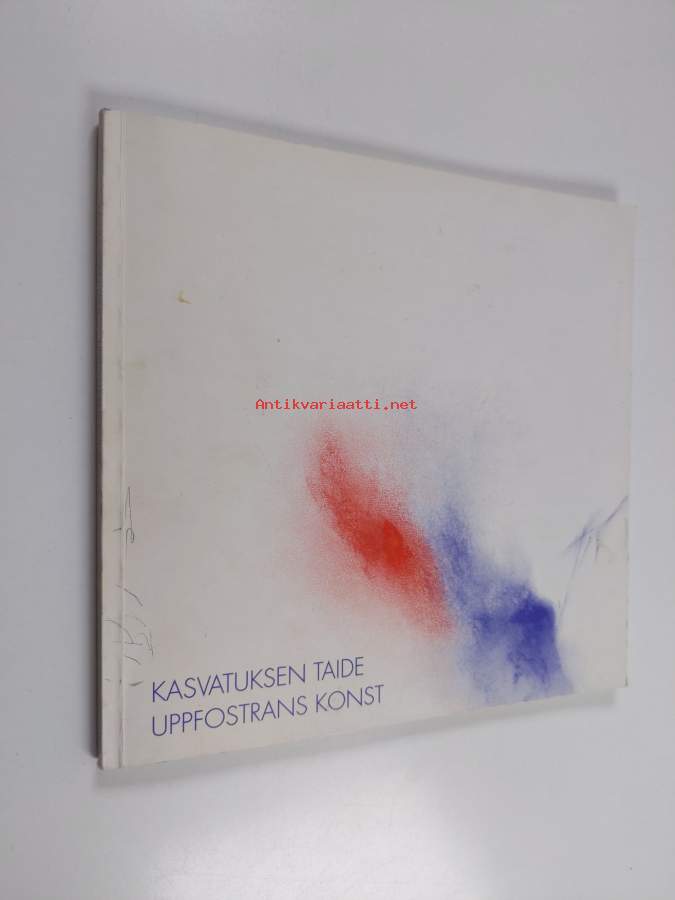 Antikvariaatti.net
KASVATUKSEN TAIDE
UPPFOSTRANS KONST